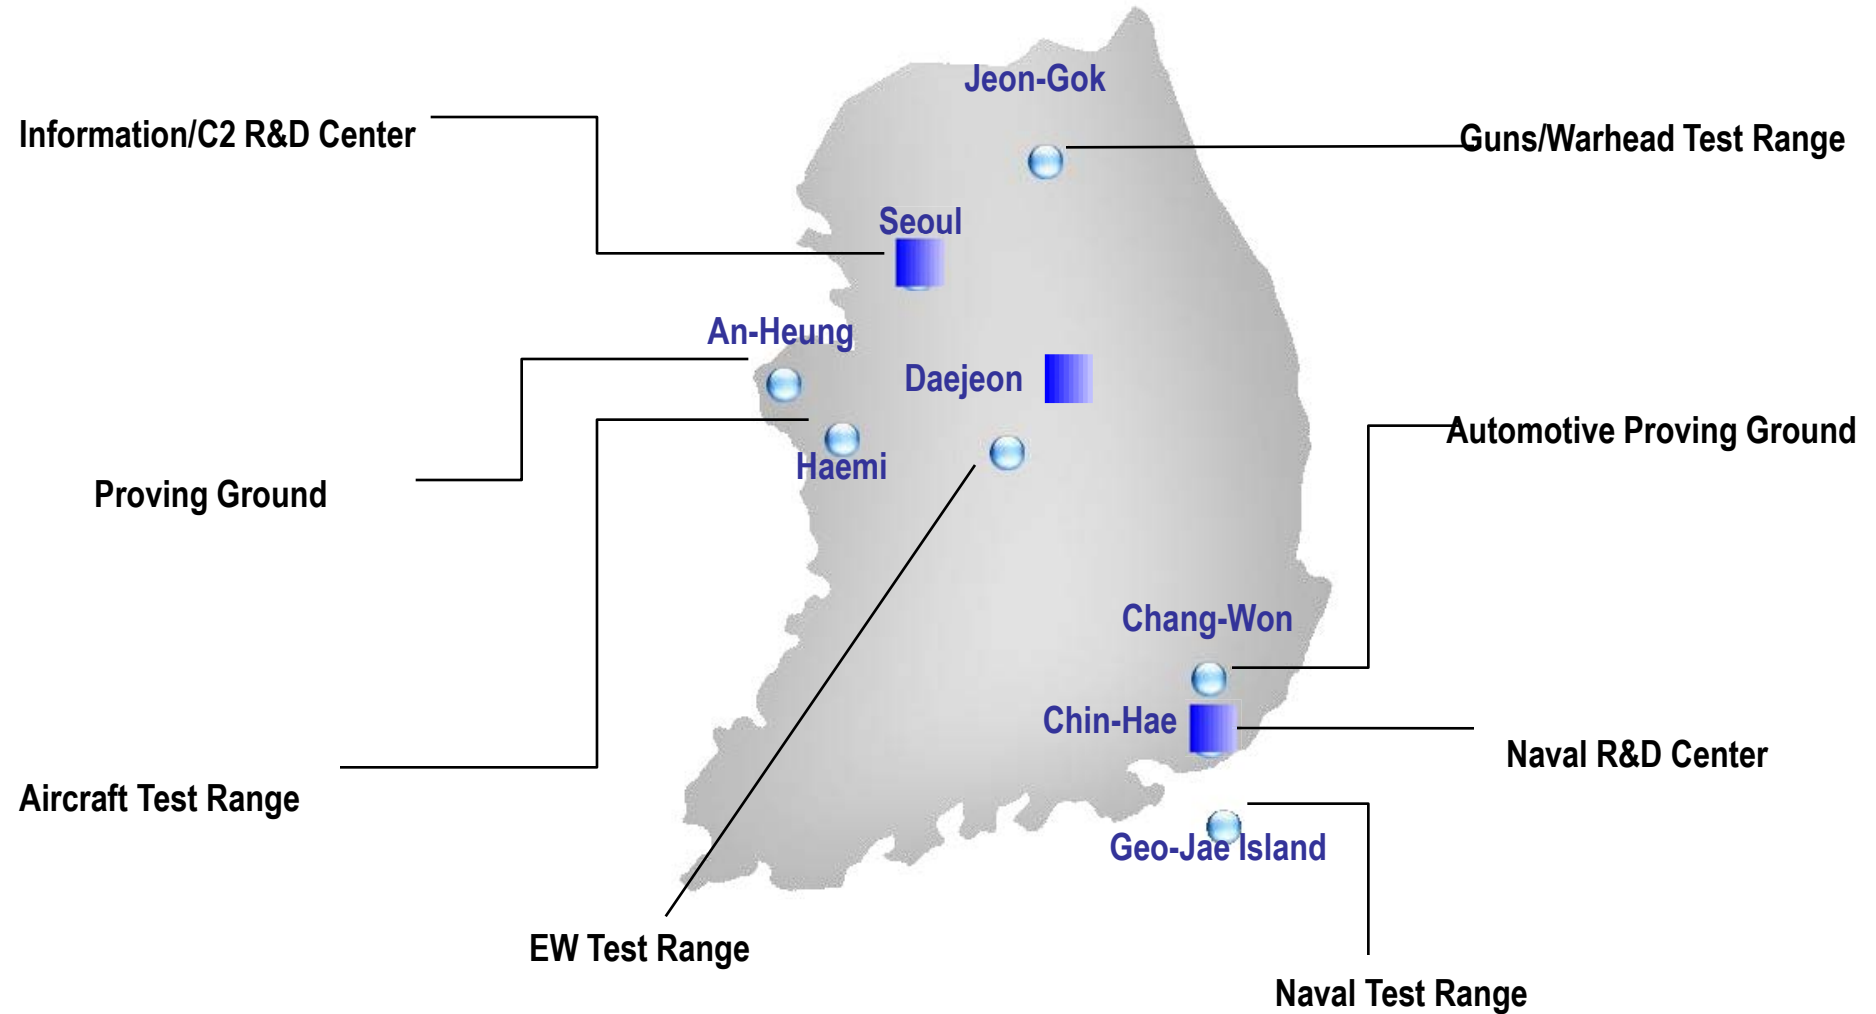 Jeon-Gok
Information/C2 R&D Center
Guns/Warhead Test Range
Seoul
An-Heung
Daejeon
Automotive Proving Ground
Haemi
Proving Ground
Chang-Won
Chin-Hae
Naval R&D Center
Aircraft Test Range
Geo-Jae Island
EW Test Range
Naval Test Range